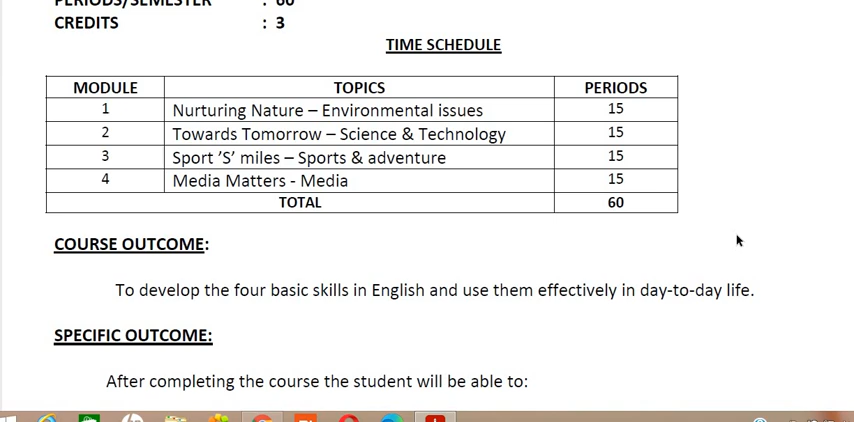 PERIODS/SEMESTER : 60
CREDITS : 3
TIME SCHEDULE
MODULE TOPICS PERIODS
1 Nurturing Nature – Environmental issues 15
2 Towards Tomorrow – Science & Technology 15
3 Sport ’S’ miles – Sports & adventure 15
4 Media Matters - Media 15
TOTAL 60
COURSE OUTCOME:
To develop the four basic skills in English and use them effectively in day-to-day life.
SPECIFIC OUTCOME:
After completing the course the student will be able to: